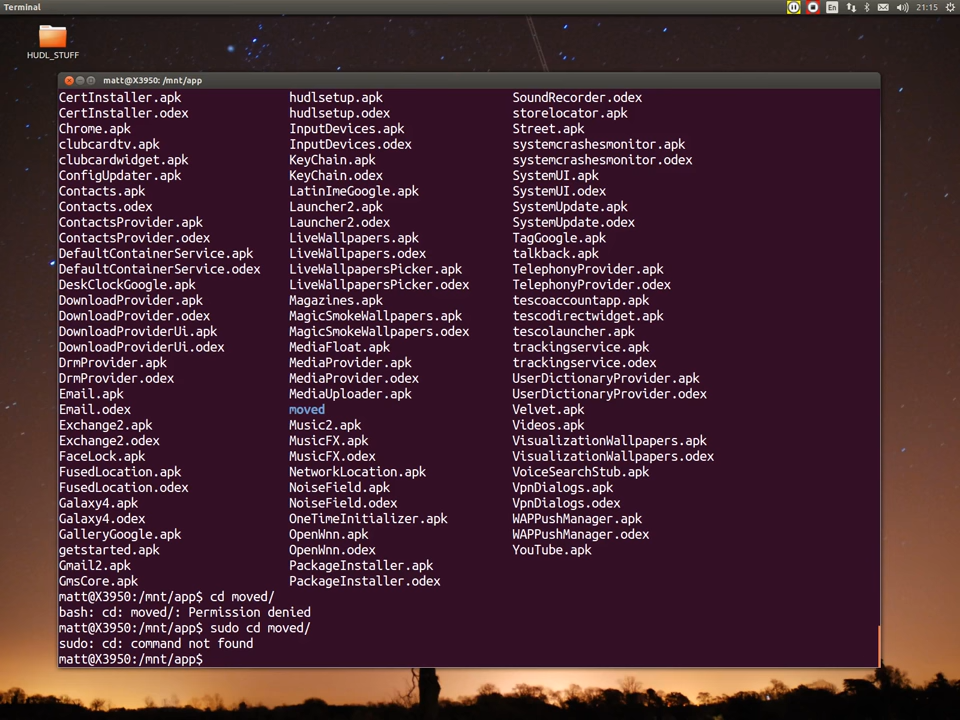 Terminal
En
21:15
HUDL_STUFF
matt@X3950: /mnt/app
CertInstaller.apk hudlsetup.apk SoundRecorder.odex
CertInstaller.odex hudlsetup.odex storelocator.apk
Chrome.apk InputDevices.apk Street.apk
clubcardtv.apk InputDevices.odex systemcrashesmonitor.apk
clubcardwidget.apk KeyChain.apk systemcrashesmonitor.odex
ConfigUpdater.apk KeyChain.odex SystemUI.apk
Contacts.apk LatinImeGoogle.apk SystemUI.odex
Contacts.odex Launcher2.apk SystemUpdate.apk
ContactsProvider.apk Launcher2.odex SystemUpdate.odex
ContactsProvider.odex LiveWallpapers.apk TagGoogle.apk
DefaultContainerService.apk LiveWallpapers.odex talkback.apk
DefaultContainerService.odex LiveWallpapersPicker.apk TelephonyProvider.apk
DeskClockGoogle.apk LiveWallpapersPicker.odex TelephonyProvider.odex
DownloadProvider.apk Magazines.apk tescoaccountapp.apk
DownloadProvider.odex MagicSmokeWallpapers.apk tescodirectwidget.apk
DownloadProviderUi.apk MagicSmokeWallpapers.odex tescolauncher.apk
DownloadProviderUi.odex MediaFloat.apk trackingservice.apk
DrmProvider.apk MediaProvider.apk trackingservice.odex
DrmProvider.odex MediaProvider.odex UserDictionaryProvider.apk
Email.apk MediaUploader.apk UserDictionaryProvider.odex
Email.odex moved Velvet.apk
Exchange2.apk Music2.apk Videos.apk
Exchange2.odex MusicFX.apk VisualizationWallpapers.apk
FaceLock.apk MusicFX.odex VisualizationWallpapers.odex
FusedLocation.apk NetworkLocation.apk VoiceSearchStub.apk
FusedLocation.odex NoiseField.apk VpnDialogs.apk
Galaxy4.apk NoiseField.odex VpnDialogs.odex
Galaxy4.odex OneTimeInitializer.apk WAPPushManager.apk
GalleryGoogle.apk OpenWnn.apk WAPPushManager.odex
getstarted.apk OpenWnn.odex YouTube.apk
Gmail2.apk PackageInstaller.apk
GmsCore.apk PackageInstaller.odex
matt@X3950:/mnt/app$ cd moved/
bash: cd: moved/: Permission denied
matt@X3950:/mnt/app$ sudo cd moved/
sudo: cd: command not found
matt@X3950:/mnt/app$